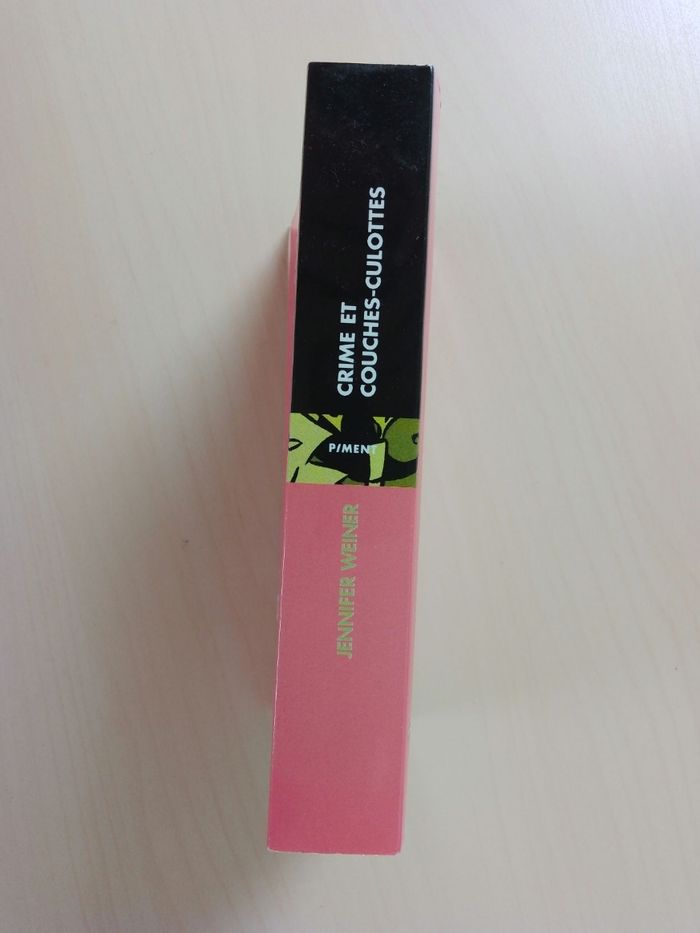 CRIME ET
COUCHES-CULOTTES
PIMENT
JENNIFER WEINER